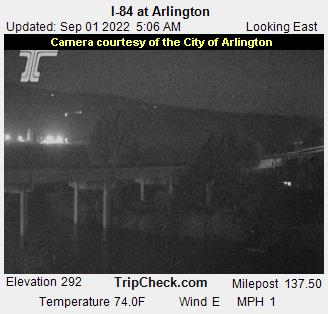 I-84 at Arlington
Updated: Sep 01 2022 5:06 AM Looking East
Camera courtesy of the City of Arlington
Elevation 292 TripCheck.com Milepost 137.50
Temperature 74.0F Wind E MPH 1